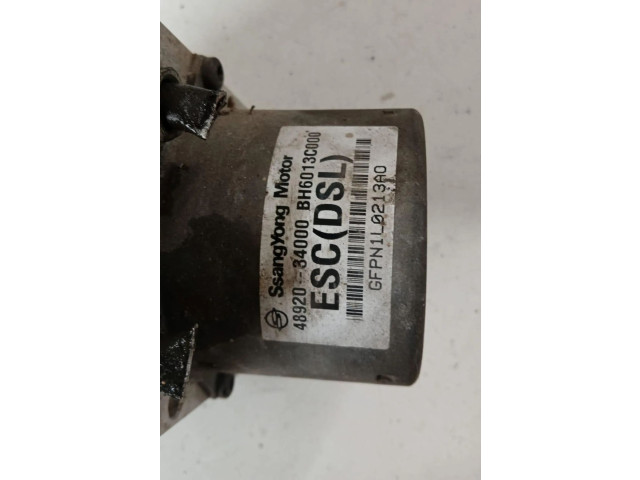 SsangYong Motor
48920-34000 BH6013C000
ESC(DSL)
GFPN1L0213A0